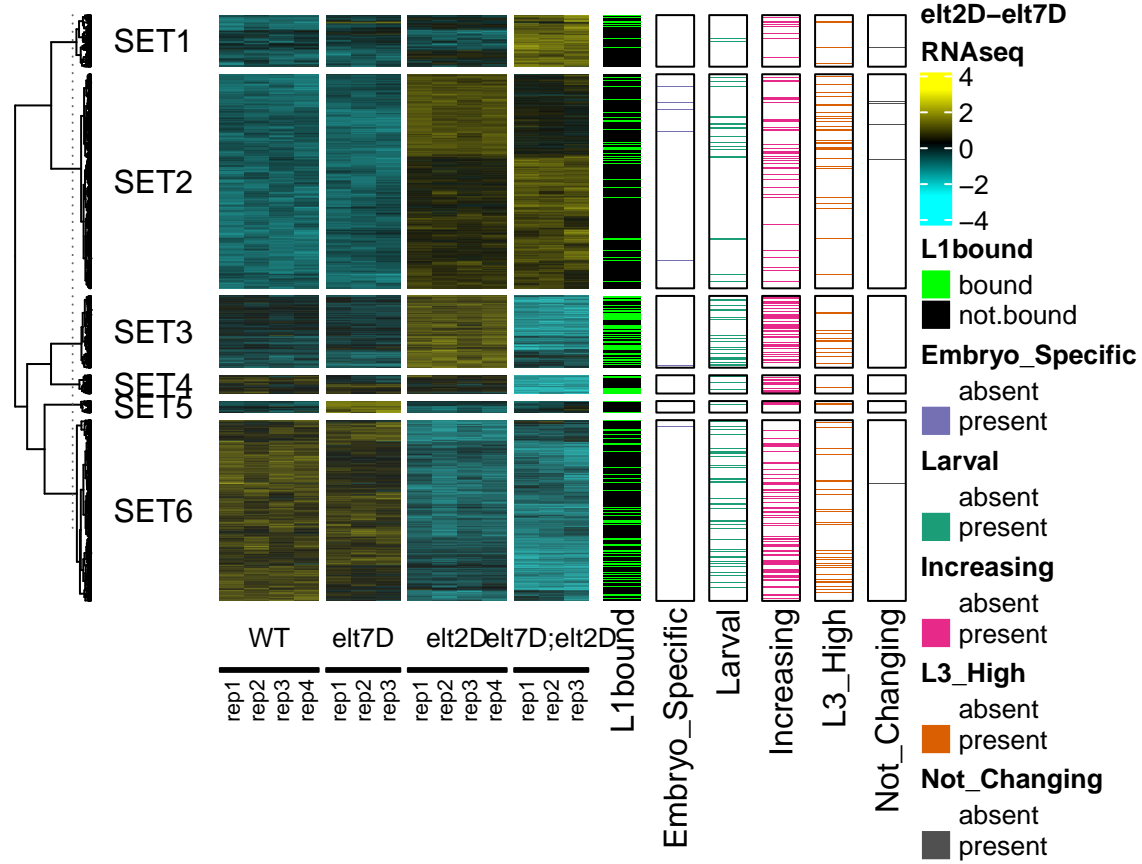 SET1
SET2
SET3
SET4
SET5
SET6
WT
elt7D
elt2D
elt7D;elt2D
rep1
rep2
rep3
rep4
rep1
rep2
rep3
rep1
rep2
rep3
rep4
rep1
rep2
rep3
L1bound
Embryo_Specific
Larval
Increasing
L3_High
Not_Changing
elt2D−elt7D
RNAseq
4
2
0
−2
−4
L1bound
bound
not.bound
Embryo_Specific
absent
present
Larval
absent
present
Increasing
absent
present
L3_High
absent
present
Not_Changing
absent
present